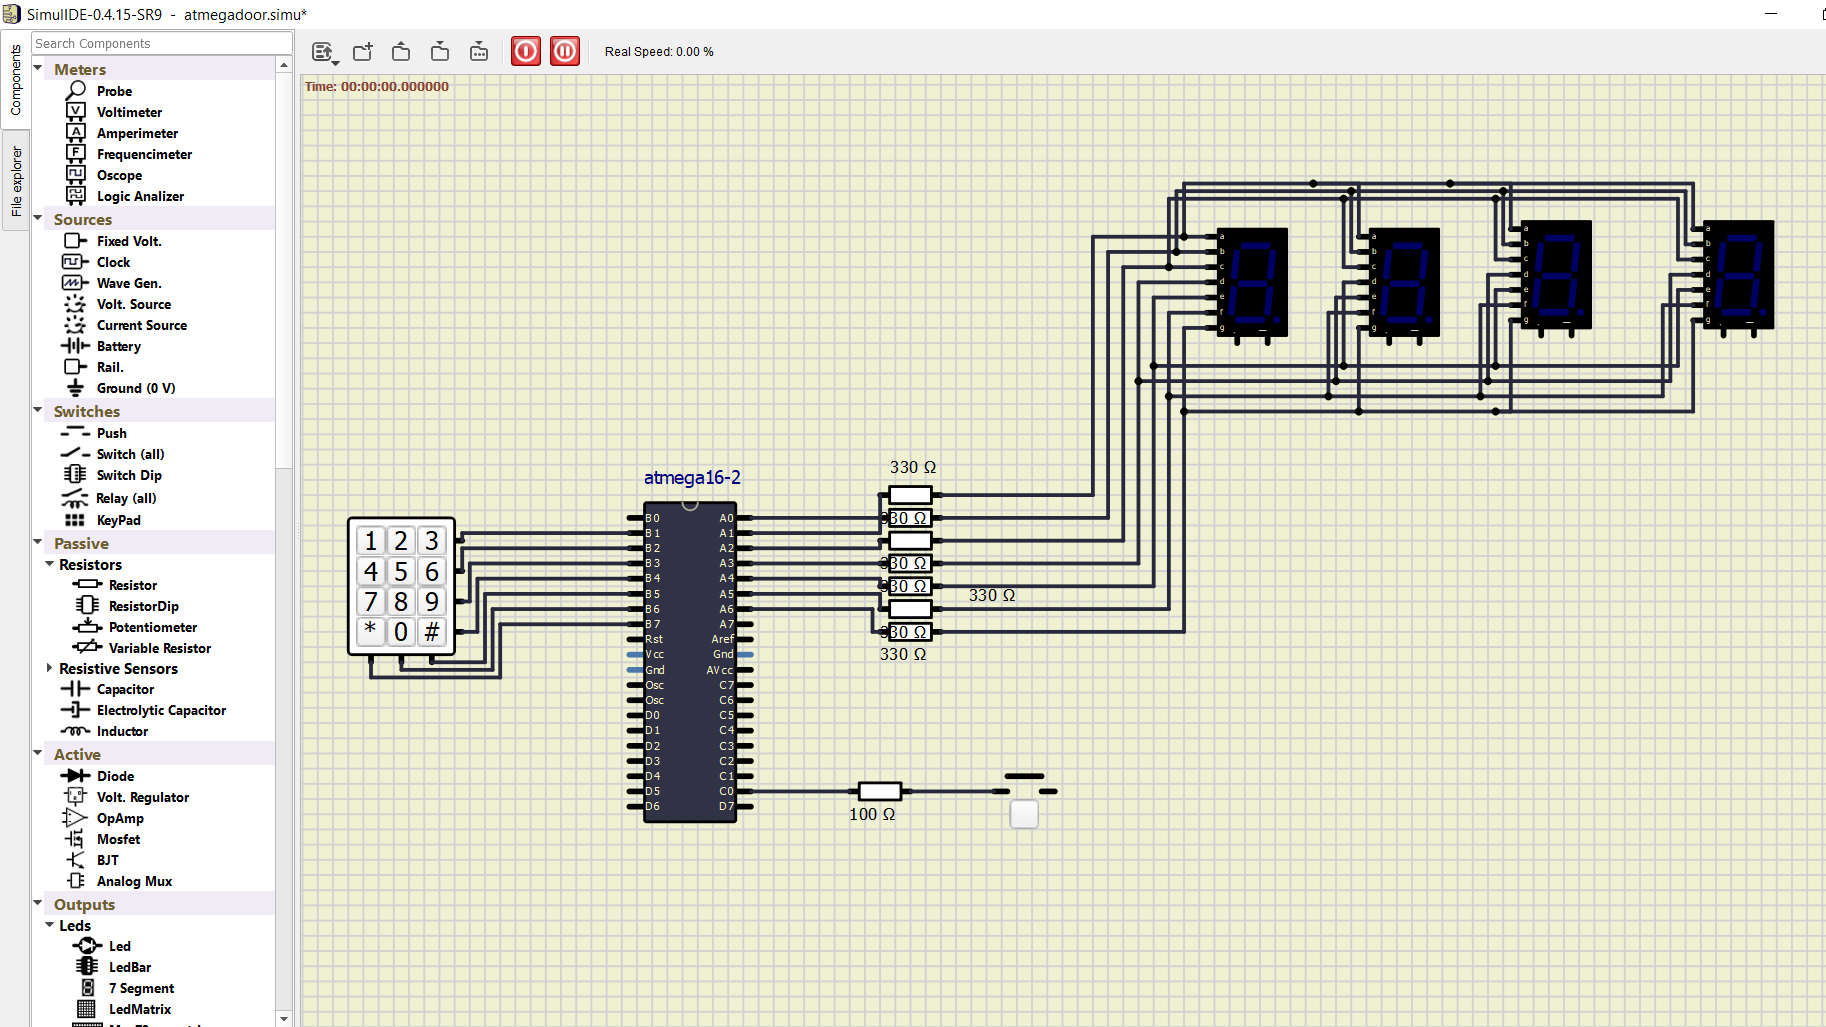 SimulIDE-0.4.15-SR9 - atmegadoor.simu*
Components
File explorer
Search Components
Meters
Probe
Voltimeter
Amperimeter
Frequencimeter
Oscope
Logic Analizer
Sources
Fixed Volt.
Clock
Wave Gen.
Volt. Source
Current Source
Battery
Rail.
Ground (0 V)
Switches
Push
Switch (all)
Switch Dip
Relay (all)
KeyPad
Passive
Resistors
Resistor
ResistorDip
Potentiometer
Variable Resistor
Resistive Sensors
Capacitor
Electrolytic Capacitor
Inductor
Active
Diode
Volt. Regulator
OpAmp
Mosfet
BJT
Analog Mux
Outputs
Leds
Led
LedBar
7 Segment
LedMatrix
Real Speed: 0.00 %
Time: 00:00:00.000000
a
b
c
d
e
f
g
a
b
c
d
e
f
g
a
b
c
d
e
f
g
a
b
c
d
e
f
g
1 2 3
4 5 6
7 8 9
* 0 #
atmega16-2
B0 A0
B1 A1
B2 A2
B3 A3
B4 A4
B5 A5
B6 A6
B7 A7
Rst Aref
Vcc Gnd
Gnd AVcc
Osc C7
Osc C6
D0 C5
D1 C4
D2 C3
D3 C2
D4 C1
D5 C0
D6 D7
330 Ω
330 Ω
330 Ω
330 Ω
330 Ω
330 Ω
330 Ω
100 Ω